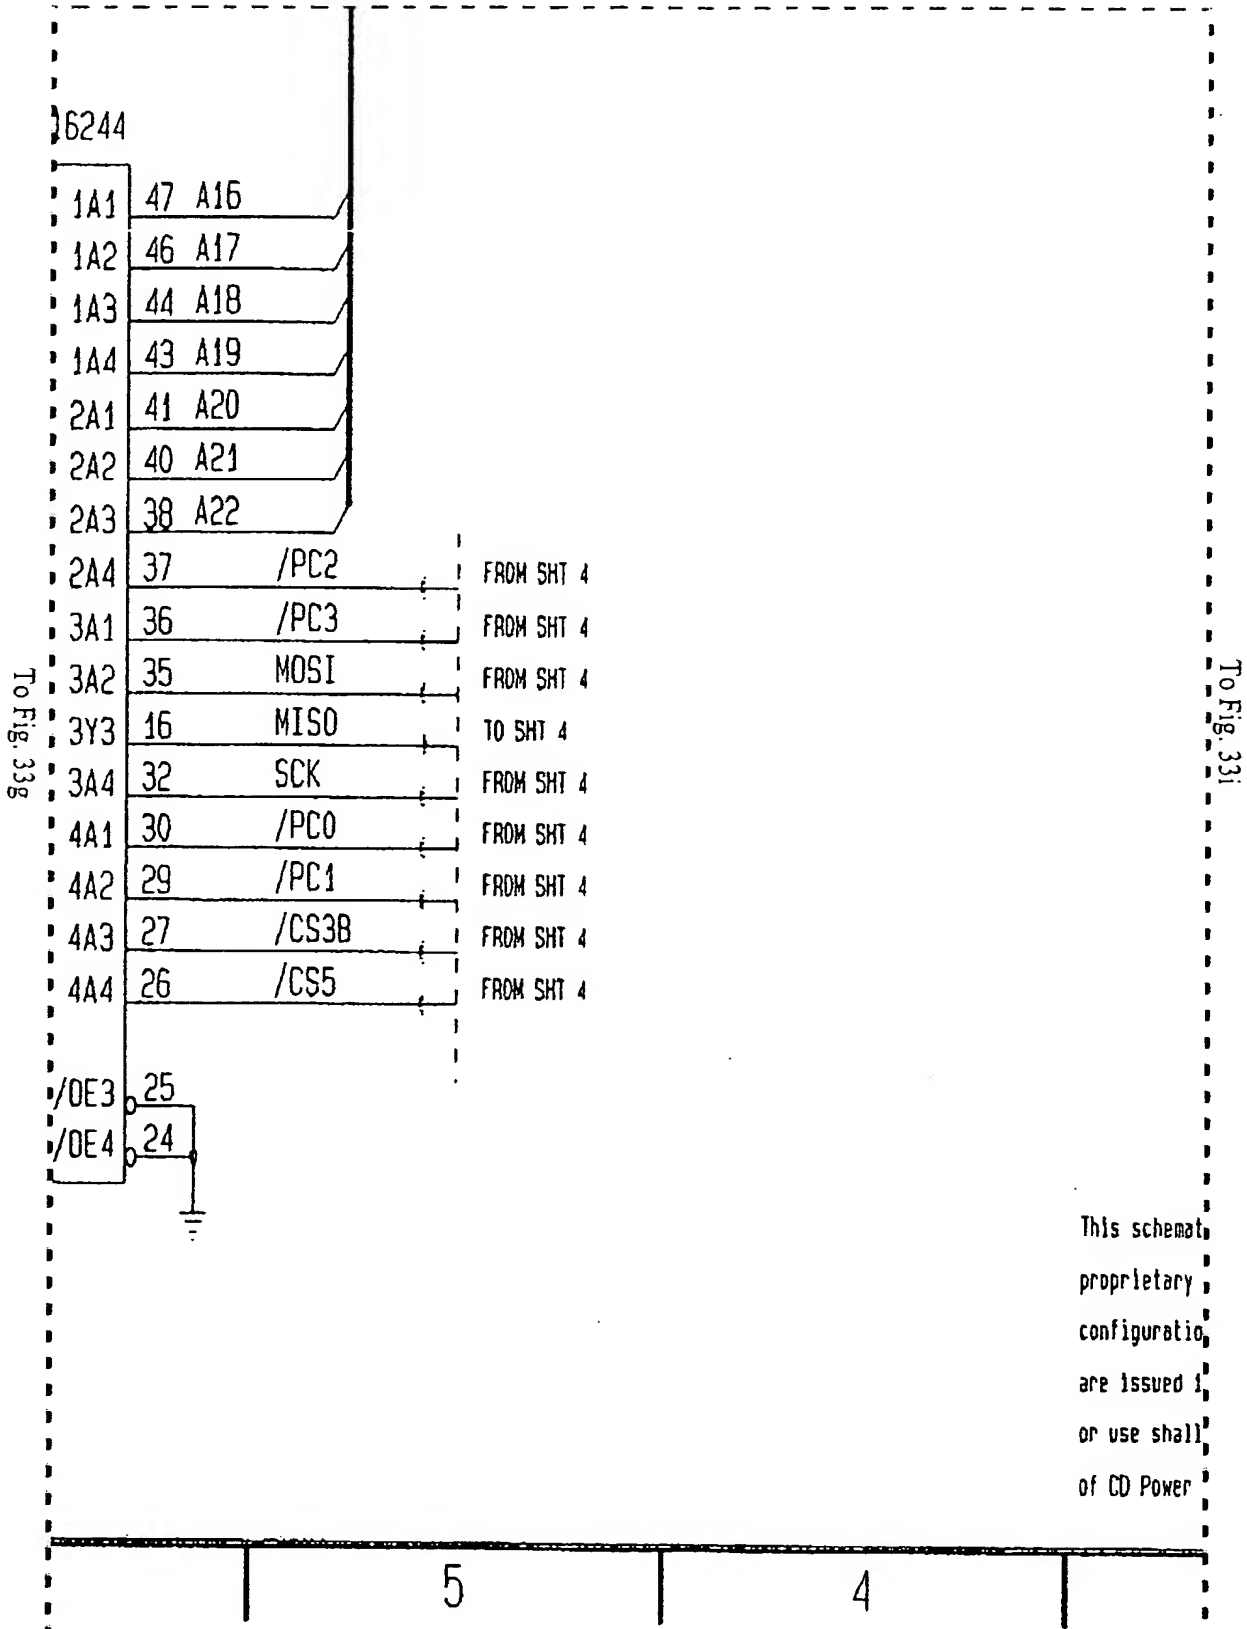 16244
1A1 47 A16
1A2 46 A17
1A3 44 A18
1A4 43 A19
2A1 41 A20
2A2 40 A21
2A3 38 A22
2A4 37 /PC2 FROM SHT 4
3A1 36 /PC3 FROM SHT 4
3A2 35 MOSI FROM SHT 4
3Y3 16 MISO TO SHT 4
3A4 32 SCK FROM SHT 4
4A1 30 /PC0 FROM SHT 4
4A2 29 /PC1 FROM SHT 4
4A3 27 /CS3B FROM SHT 4
4A4 26 /CS5 FROM SHT 4
/OE3 25
/OE4 24
To Fig. 33g
To Fig. 33i
This schemat
proprietary
configuratio
are issued i
or use shall
of CD Power
5 4